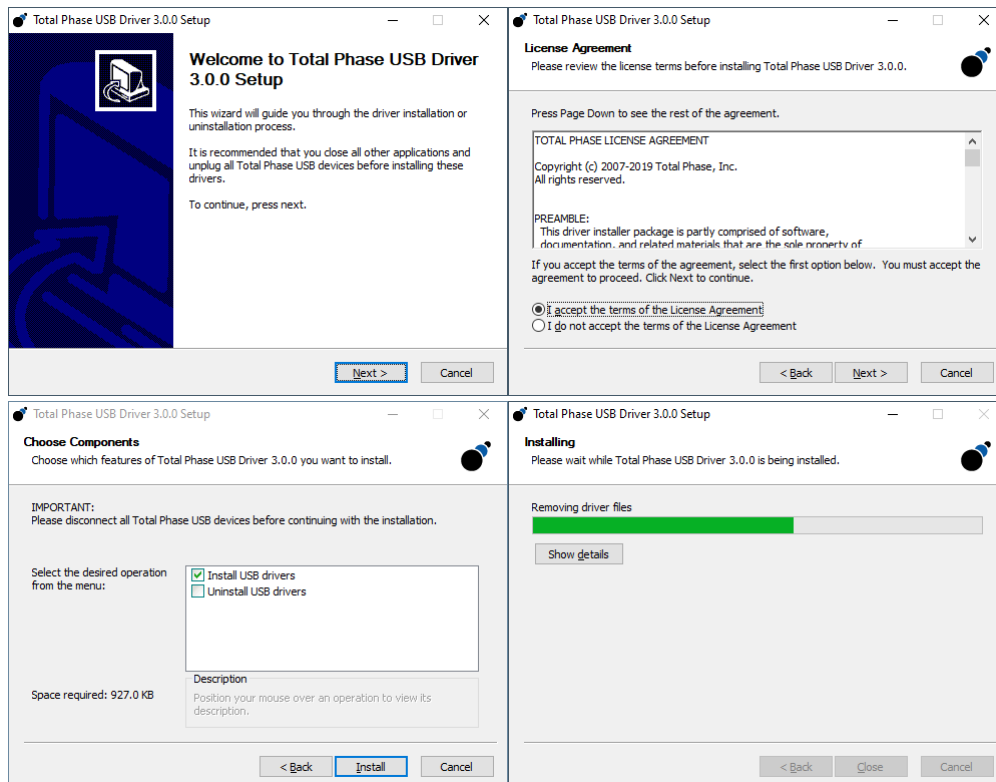 Total Phase USB Driver 3.0.0 Setup
Welcome to Total Phase USB Driver
3.0.0 Setup
This wizard will guide you through the driver installation or
uninstallation process.
It is recommended that you close all other applications and
unplug all Total Phase USB devices before installing these
drivers.
To continue, press next.
Next >
Cancel
Total Phase USB Driver 3.0.0 Setup
License Agreement
Please review the license terms before installing Total Phase USB Driver 3.0.0.
Press Page Down to see the rest of the agreement.
TOTAL PHASE LICENSE AGREEMENT
Copyright (c) 2007-2019 Total Phase, Inc.
All rights reserved.
PREAMBLE:
This driver installer package is partly comprised of software,
documentation, and related materials that are the sole property of
If you accept the terms of the agreement, select the first option below. You must accept the
agreement to proceed. Click Next to continue.
I accept the terms of the License Agreement
I do not accept the terms of the License Agreement
< Back
Next >
Cancel
Total Phase USB Driver 3.0.0 Setup
Choose Components
Choose which features of Total Phase USB Driver 3.0.0 you want to install.
IMPORTANT:
Please disconnect all Total Phase USB devices before continuing with the installation.
Select the desired operation
from the menu:
Install USB drivers
Uninstall USB drivers
Space required: 927.0 KB
Description
Position your mouse over an operation to view its
description.
< Back
Install
Cancel
Total Phase USB Driver 3.0.0 Setup
Installing
Please wait while Total Phase USB Driver 3.0.0 is being installed.
Removing driver files
Show details
< Back
Close
Cancel